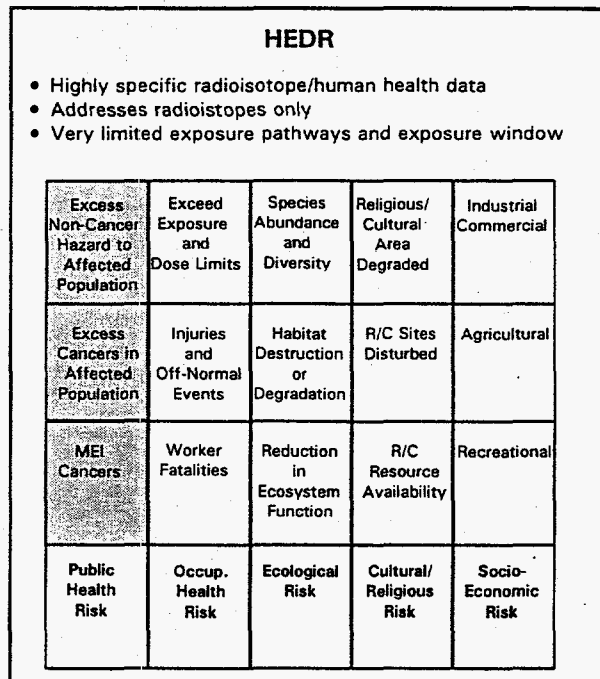 HEDR
• Highly specific radioisotope/human health data
• Addresses radioistopes only
• Very limited exposure pathways and exposure window
Excess
Non-Cancer
Hazard to
Affected
Population
Exceed
Exposure
and
Dose Limits
Species
Abundance
and
Diversity
Religious/
Cultural
Area
Degraded
Industrial
Commercial
Excess
Cancers in
Affected
Population
Injuries
and
Off-Normal
Events
Habitat
Destruction
or
Degradation
R/C Sites
Disturbed
Agricultural
MEI
Cancers
Worker
Fatalities
Reduction
in
Ecosystem
Function
R/C
Resource
Availability
Recreational
Public
Health
Risk
Occup.
Health
Risk
Ecological
Risk
Cultural/
Religious
Risk
Socio-
Economic
Risk